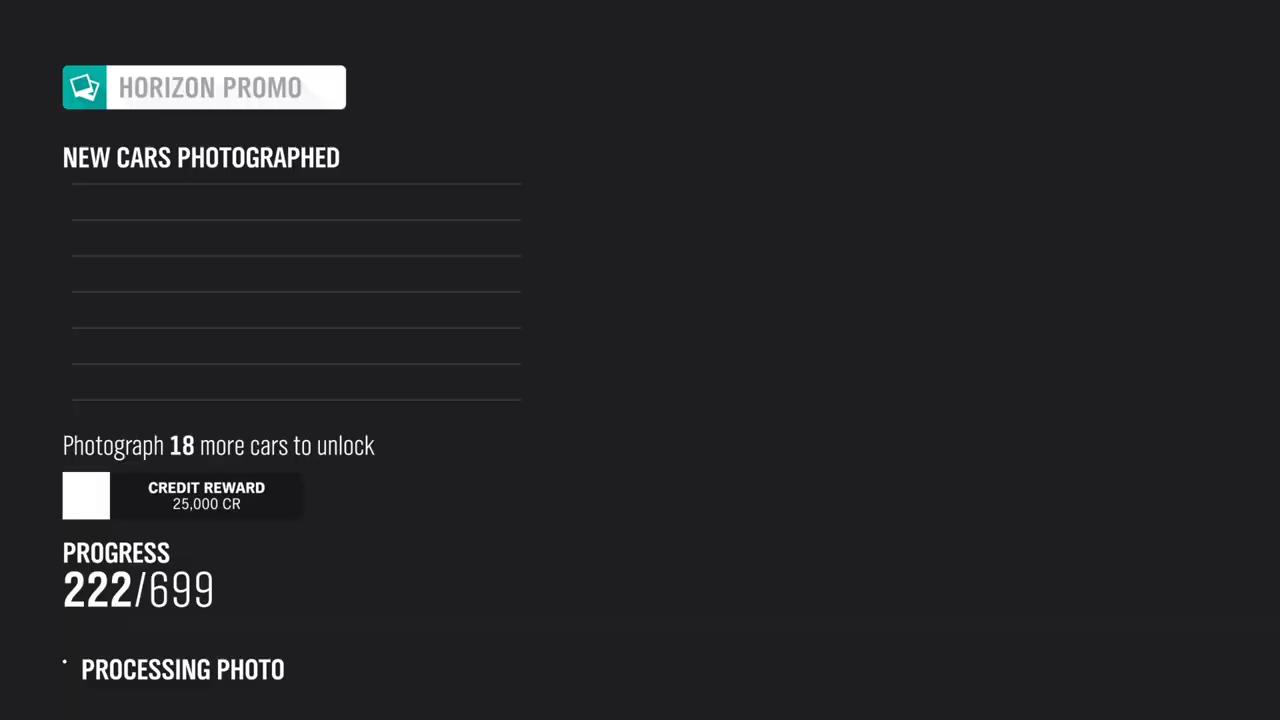 HORIZON PROMO
NEW CARS PHOTOGRAPHED
Photograph 18 more cars to unlock
CREDIT REWARD
25,000 CR
PROGRESS
222/699
PROCESSING PHOTO